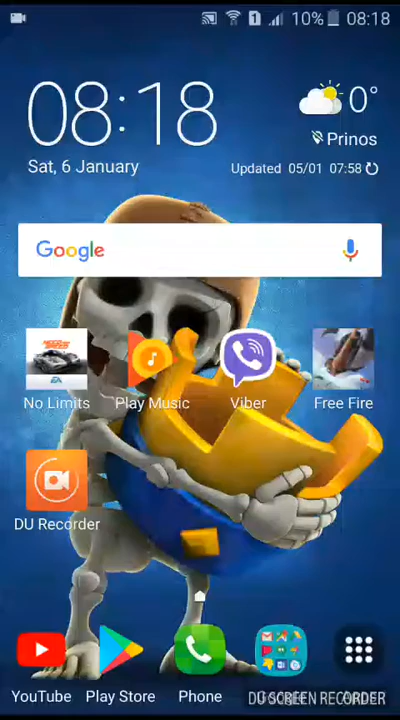 1 10% 08:18
08:18 0°
Prinos
Sat, 6 January Updated 05/01 07:58
Google
No Limits Play Music Viber Free Fire
DU Recorder
YouTube Play Store Phone
DU SCREEN RECORDER